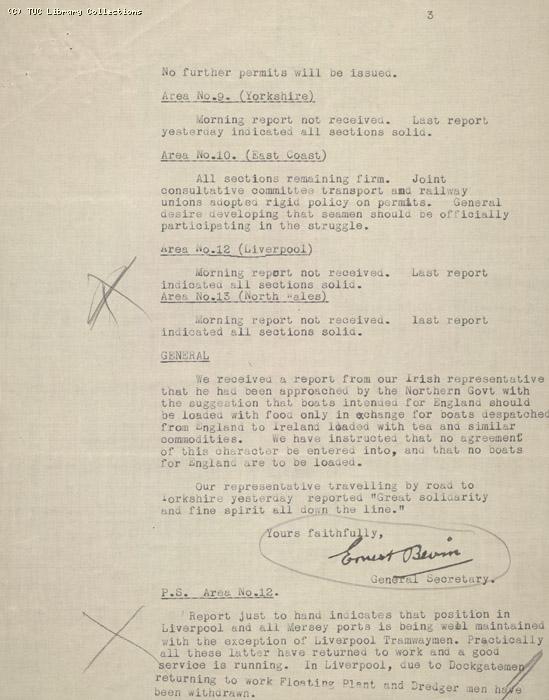 (C) TUC Library Collections
3
No further permits will be issued.
Area No.9. (Yorkshire)
Morning report not received. Last report
yesterday indicated all sections solid.
Area No.10. (East Coast)
All sections remaining firm. Joint
consultative committee transport and railway
unions adopted rigid policy on permits. General
desire developing that seamen should be officially
participating in the struggle.
Area No.12 (Liverpool)
Morning report not received. Last report
indicated all sections solid.
Area No.13 (North Wales)
Morning report not received. last report
indicated all sections solid.
GENERAL
We received a report from our Irish representative
that he had been approached by the Northern Govt with
the suggestion that boats intended for England should
be loaded with food only in exchange for boats despatched
from England to Ireland loaded with tea and similar
commodities. We have instructed that no agreement
of this character be entered into, and that no boats
for England are to be loaded.
Our representative travelling by road to
Yorkshire yesterday reported "Great solidarity
and fine spirit all down the line."
Yours faithfully,
Ernest Bevin
General Secretary.
P.S. Area No.12.
Report just to hand indicates that position in
Liverpool and all Mersey ports is being well maintained
with the exception of Liverpool Tramwaymen. Practically
all these latter have returned to work and a good
service is running. In Liverpool, due to Dockgatemen
returning to work Floating Plant and Dredger men have
been withdrawn.